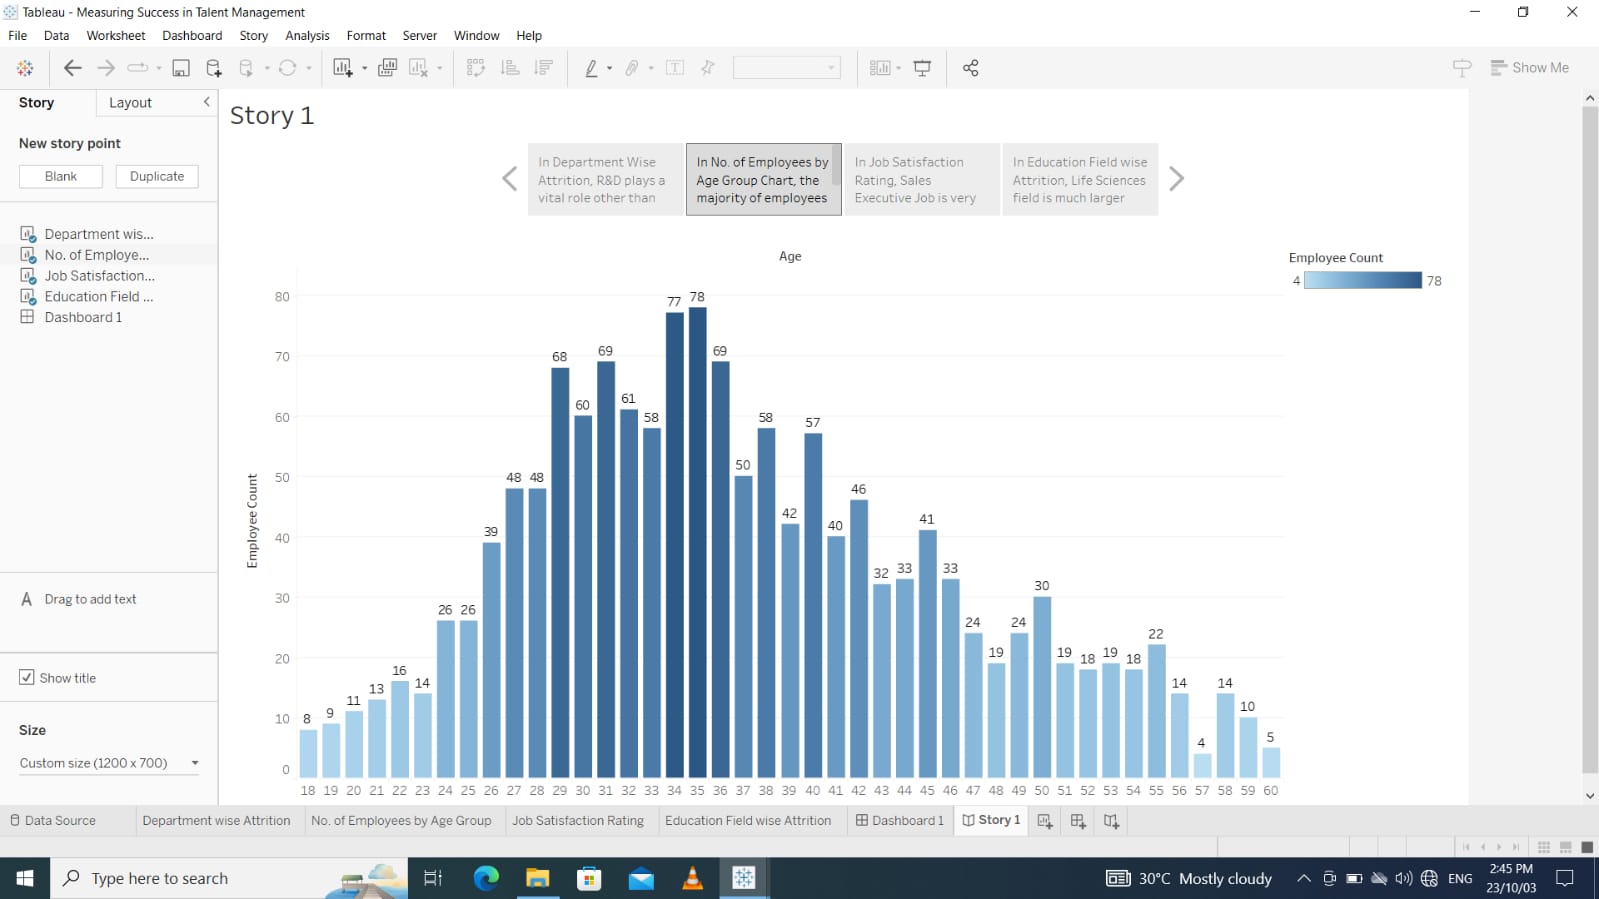 Tableau - Measuring Success in Talent Management
File Data Worksheet Dashboard Story Analysis Format Server Window Help
Show Me
Story Layout
New story point
Blank Duplicate
Department wis...
No. of Employe...
Job Satisfaction...
Education Field ...
Dashboard 1
A Drag to add text
Show title
Size
Custom size (1200 x 700)
Story 1
In Department Wise
Attrition, R&D plays a
vital role other than
In No. of Employees by
Age Group Chart, the
majority of employees
In Job Satisfaction
Rating, Sales
Executive Job is very
In Education Field wise
Attrition, Life Sciences
field is much larger
Age
Employee Count
4 78
Employee Count
80
70
60
50
40
30
20
10
0
8 9 11 13 16 14 26 26 39 48 48 68 60 69 61 58 77 78 69 50 58 42 57 40 46 32 33 41 33 24 19 24 30 19 18 19 18 22 14 4 14 10 5
18 19 20 21 22 23 24 25 26 27 28 29 30 31 32 33 34 35 36 37 38 39 40 41 42 43 44 45 46 47 48 49 50 51 52 53 54 55 56 57 58 59 60
Data Source Department wise Attrition No. of Employees by Age Group Job Satisfaction Rating Education Field wise Attrition Dashboard 1 Story 1
Type here to search
30°C Mostly cloudy
ENG
2:45 PM
23/10/03